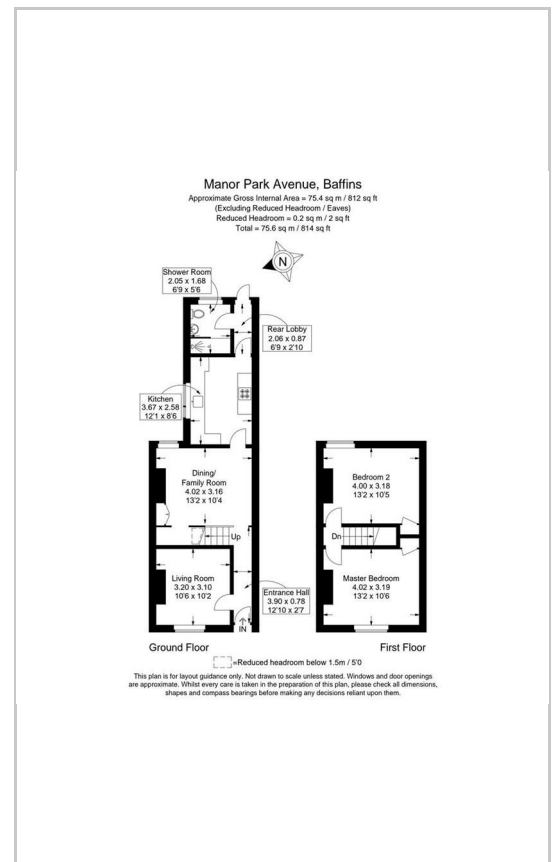 Manor Park Avenue, Baffins
Approximate Gross Internal Area = 75.4 sq m / 812 sq ft
(Excluding Reduced Headroom / Eaves)
Reduced Headroom = 0.2 sq m / 2 sq ft
Total = 75.6 sq m / 814 sq ft
N
Shower Room
2.05 x 1.68
6'9 x 5'6
Rear Lobby
2.06 x 0.87
6'9 x 2'10
Kitchen
3.67 x 2.58
12'1 x 8'6
Dining/
Family Room
4.02 x 3.16
13'2 x 10'4
Up
Living Room
3.20 x 3.10
10'6 x 10'2
Entrance Hall
3.90 x 0.78
12'10 x 2'7
IN
Ground Floor
Bedroom 2
4.00 x 3.18
13'2 x 10'5
Dn
Master Bedroom
4.02 x 3.19
13'2 x 10'6
First Floor
=Reduced headroom below 1.5m / 5'0
This plan is for layout guidance only. Not drawn to scale unless stated. Windows and door openings
are approximate. Whilst every care is taken in the preparation of this plan, please check all dimensions,
shapes and compass bearings before making any decisions reliant upon them.